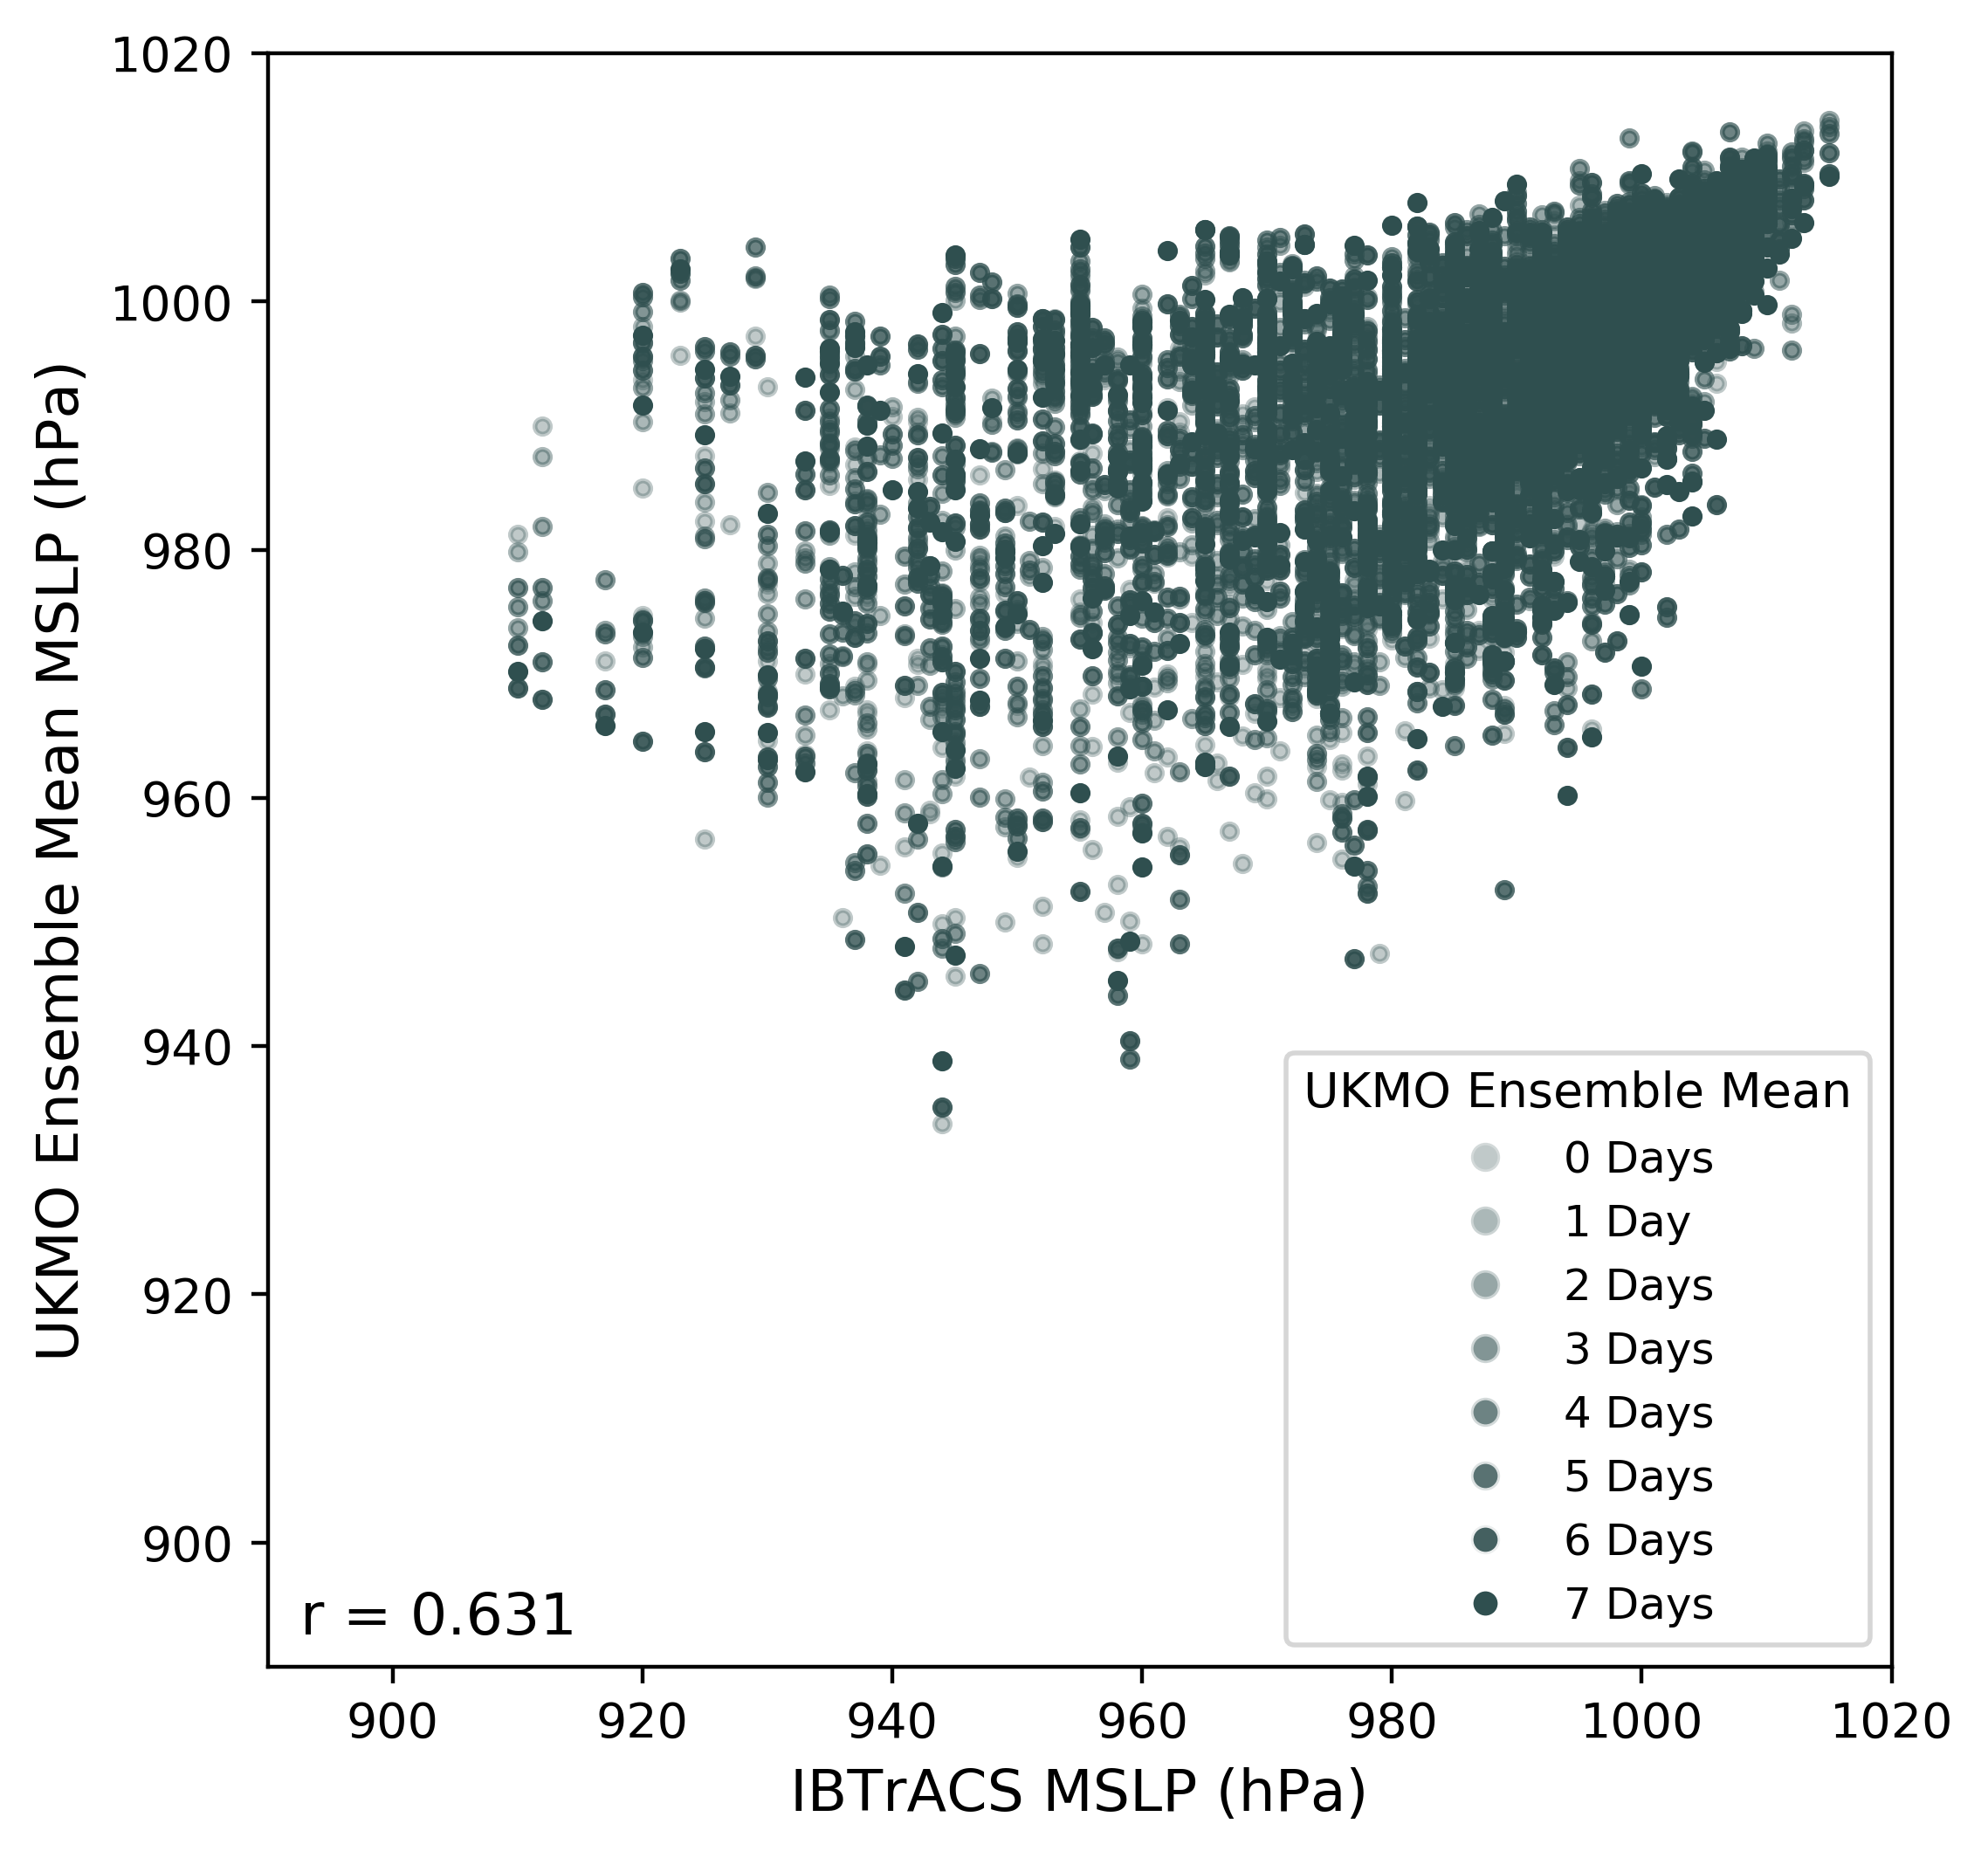 1020
1000
980
960
940
920
900
UKMO Ensemble Mean MSLP (hPa)
UKMO Ensemble Mean
0 Days
1 Day
2 Days
3 Days
4 Days
5 Days
6 Days
7 Days
r = 0.631
900 920 940 960 980 1000 1020
IBTrACS MSLP (hPa)